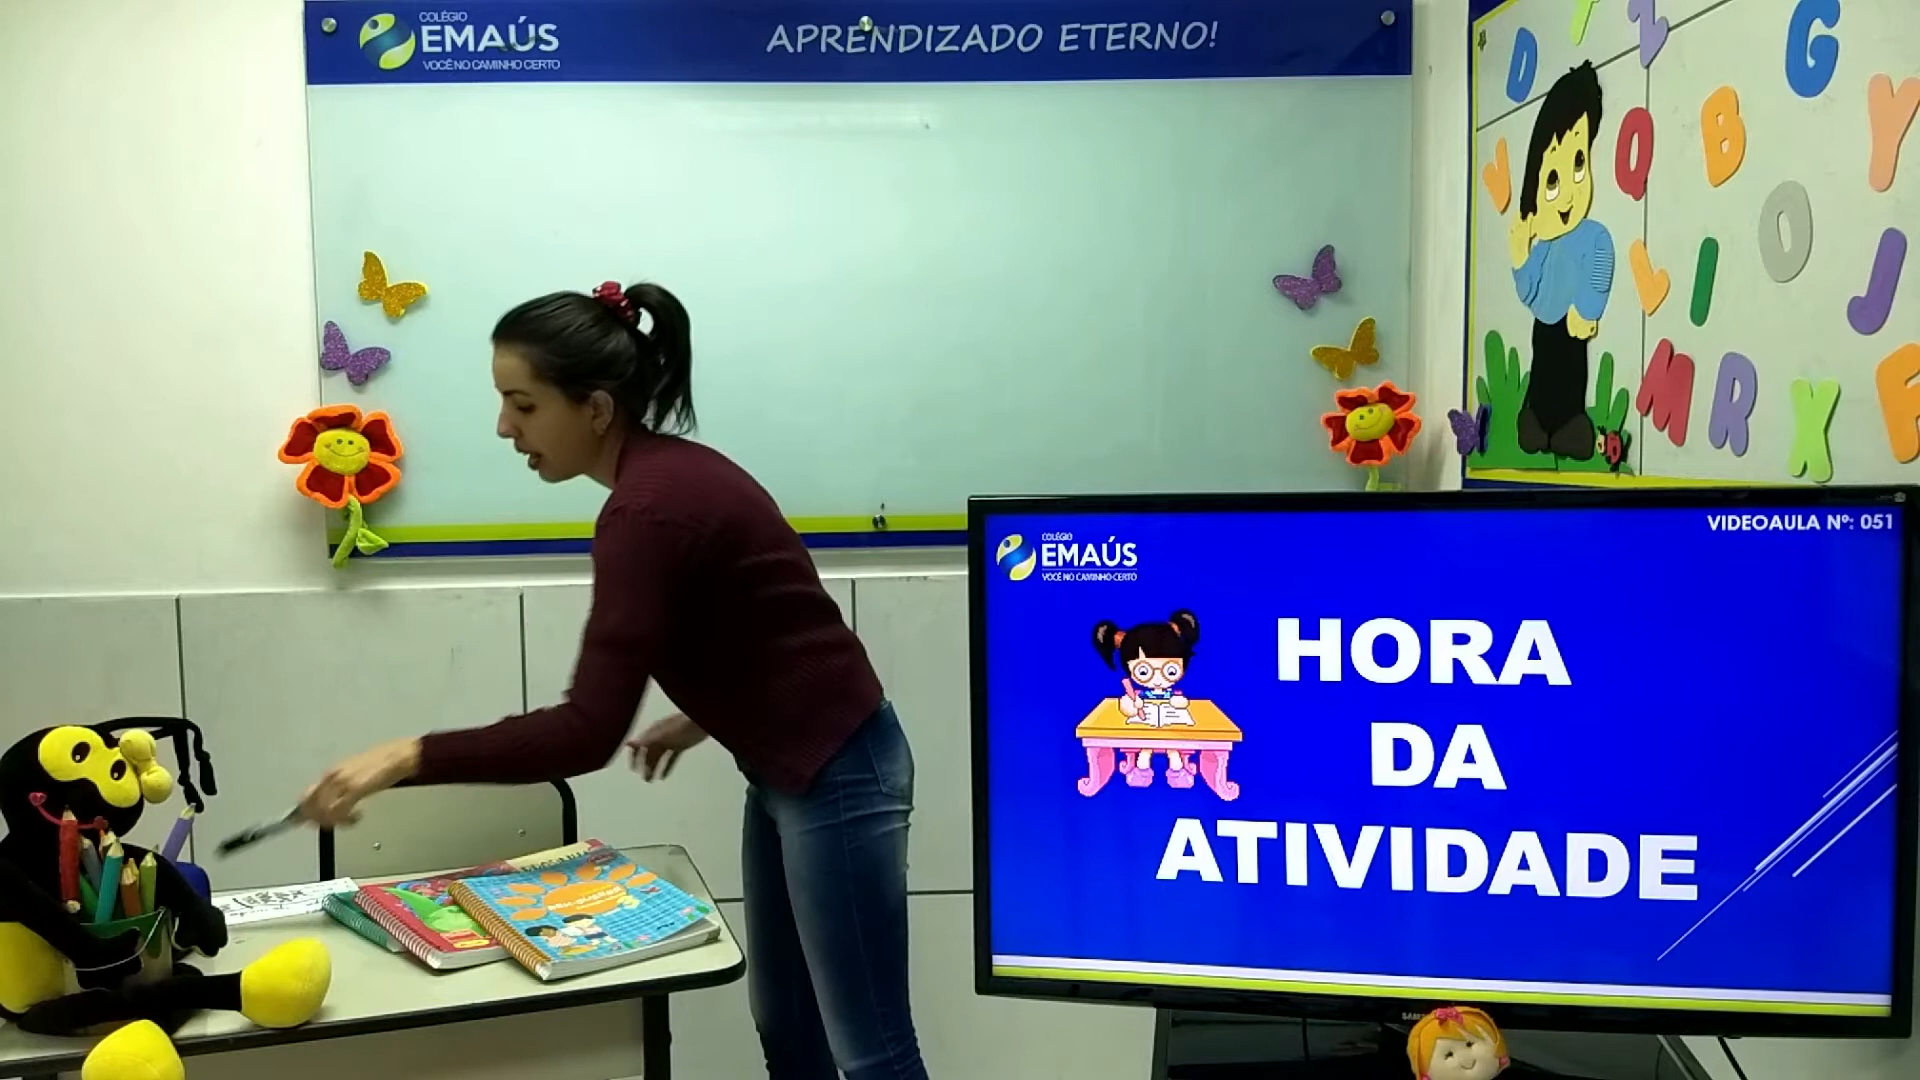 COLÉGIO
EMAÚS
VOCÊ NO CAMINHO CERTO
APRENDIZADO ETERNO!
D
Z
G
V
Q
B
Y
O
L
I
J
M
R
X
F
VIDEOAULA Nº: 051
COLÉGIO
EMAÚS
VOCÊ NO CAMINHO CERTO
HORA
DA
ATIVIDADE